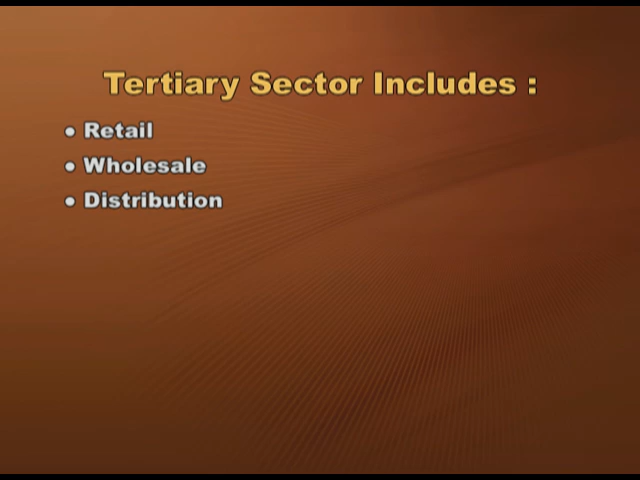 Tertiary Sector Includes :
• Retail
• Wholesale
• Distribution